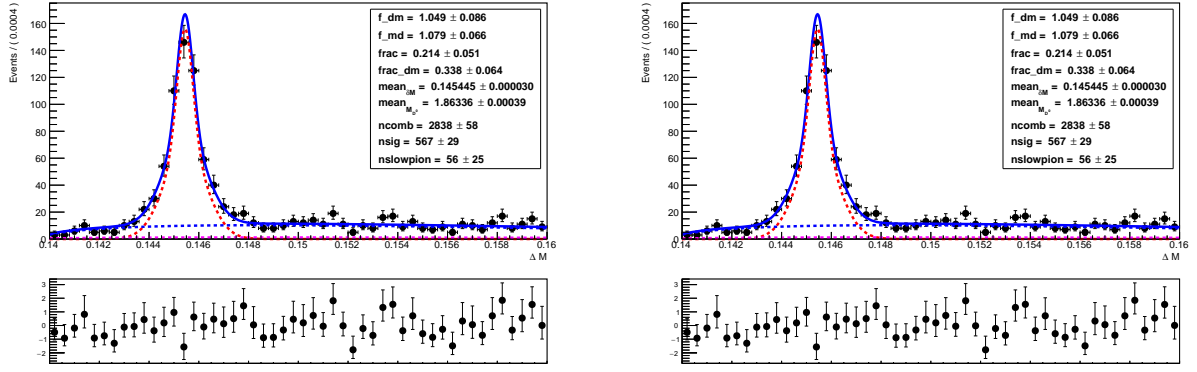 Events / ( 0.0004 )
160
140
120
100
80
60
40
20
0
f_dm = 1.049 ± 0.086
f_md = 1.079 ± 0.066
frac = 0.214 ± 0.051
frac_dm = 0.338 ± 0.064
mean_δM = 0.145445 ± 0.000030
mean_M_D⁰ = 1.86336 ± 0.00039
ncomb = 2838 ± 58
nsig = 567 ± 29
nslowpion = 56 ± 25
0.14 0.142 0.144 0.146 0.148 0.15 0.152 0.154 0.156 0.158 0.16
Δ M
3
2
1
0
−1
−2
Events / ( 0.0004 )
160
140
120
100
80
60
40
20
0
f_dm = 1.049 ± 0.086
f_md = 1.079 ± 0.066
frac = 0.214 ± 0.051
frac_dm = 0.338 ± 0.064
mean_δM = 0.145445 ± 0.000030
mean_M_D⁰ = 1.86336 ± 0.00039
ncomb = 2838 ± 58
nsig = 567 ± 29
nslowpion = 56 ± 25
0.14 0.142 0.144 0.146 0.148 0.15 0.152 0.154 0.156 0.158 0.16
Δ M
3
2
1
0
−1
−2